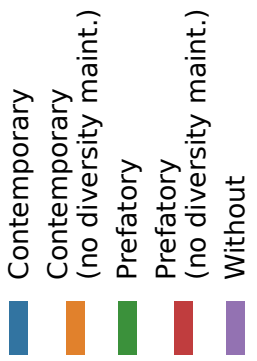 Contemporary
Contemporary
(no diversity maint.)
Prefatory
Prefatory
(no diversity maint.)
Without